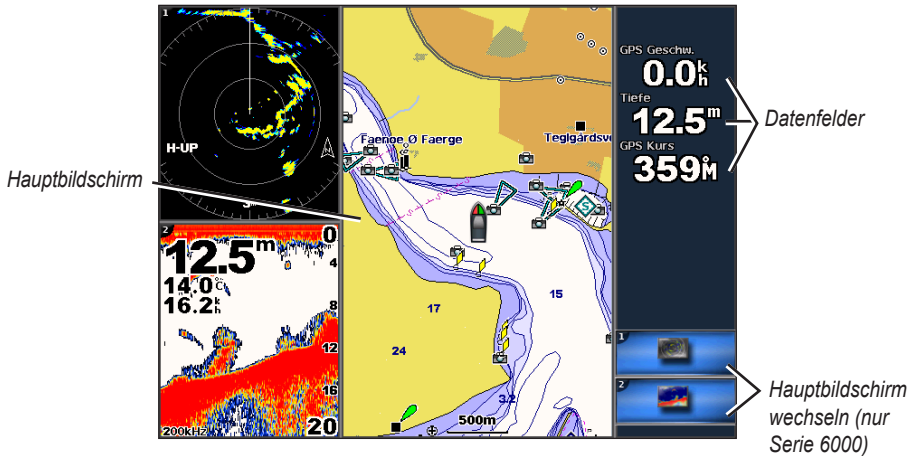 1
H-UP
N
S
2
12.5m
14.0°C
16.2kh
0
4
8
12
16
20
200kHz
Faenoe Ø Faerge
Teglgårdsv
S
15
17
24
3.2
500m
GPS Geschw.
0.0kh
Tiefe
12.5m
GPS Kurs
359°M
1
2
Hauptbildschirm
Datenfelder
Hauptbildschirm
wechseln (nur
Serie 6000)